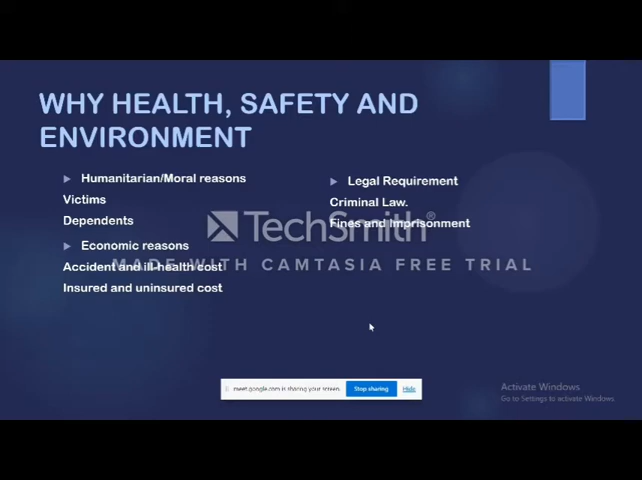 WHY HEALTH, SAFETY AND
ENVIRONMENT
Humanitarian/Moral reasons
Victims
Dependents
Economic reasons
Accident and ill-health cost
Insured and uninsured cost
Legal Requirement
Criminal Law.
Fines and Imprisonment
TechSmith®
MADE WITH CAMTASIA FREE TRIAL
meet.google.com is sharing your screen.
Stop sharing
Hide
Activate Windows
Go to Settings to activate Windows.